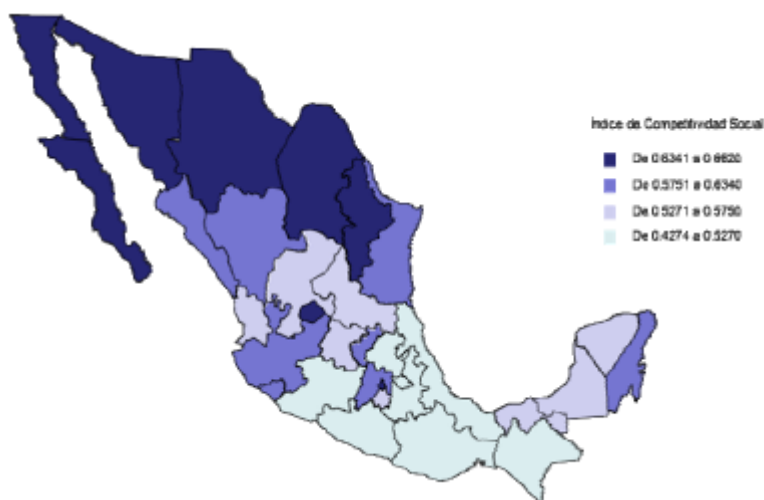 Índice de Competitividad Social
De 0.6341 a 0.6620
De 0.5751 a 0.6340
De 0.5271 a 0.5750
De 0.4274 a 0.5270